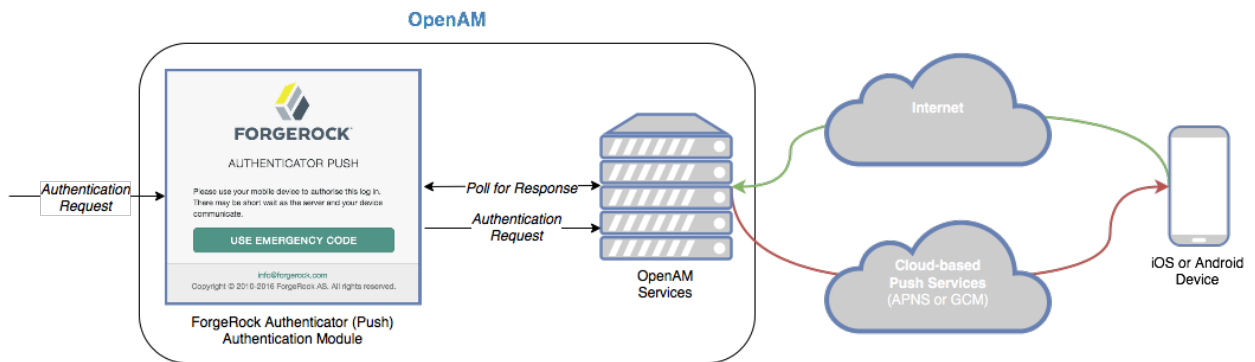 OpenAM
FORGEROCK
AUTHENTICATOR PUSH
Please use your mobile device to authorise this log in.
There may be short wait as the server and your device
communicate.
USE EMERGENCY CODE
info@forgerock.com
Copyright © 2010-2016 ForgeRock AS. All rights reserved.
ForgeRock Authenticator (Push)
Authentication Module
Authentication
Request
Poll for Response
Authentication
Request
OpenAM
Services
Internet
Cloud-based
Push Services
(APNS or GCM)
iOS or Android
Device